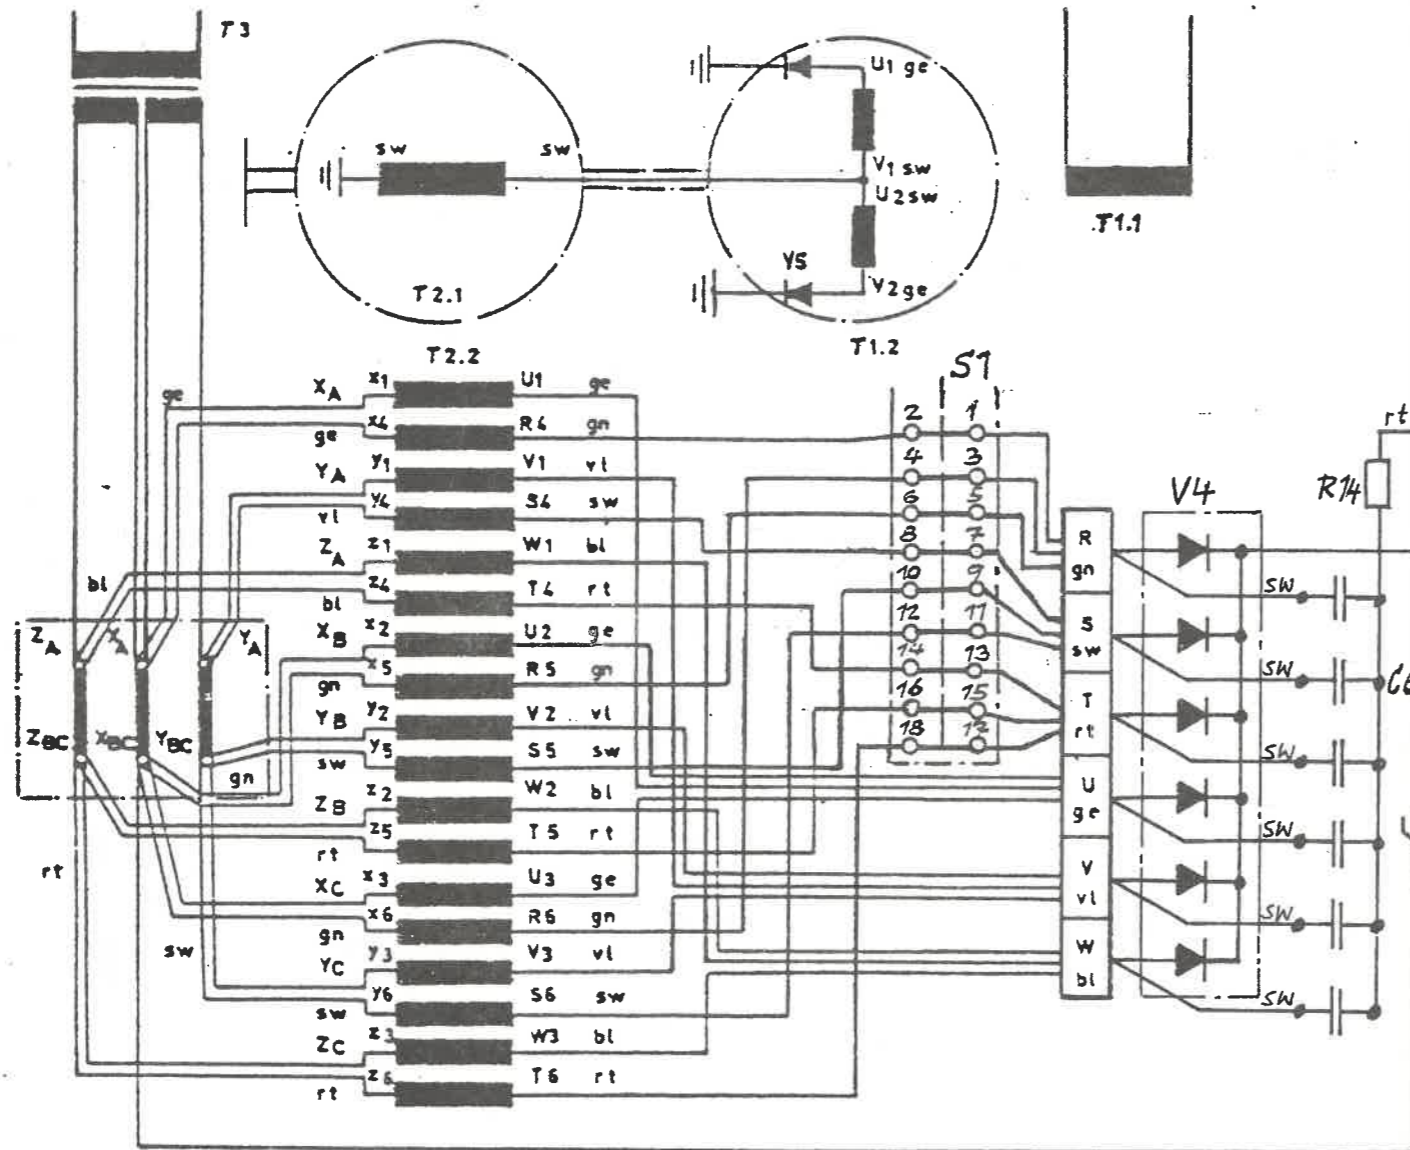 T3
U1 ge
sw
sw
V1 sw
U2 sw
T1.1
V5
V2 ge
T2.1
T1.2
T2.2
S1
XA x1 U1 ge
ge
x4 R4 gn
ge
2 1
rt
YA y1 V1 vl
4 3
V4
R14
y4 S4 sw
vl
6 5
ZA z1 W1 bl
8 7
R
gn
bl
z4 T4 rt
bl
10 9
sw
XB x2 U2 ge
12 11
S
sw
ZA XA YA
x5 R5 gn
gn
14 13
sw
YB y2 V2 vl
16 15
T
rt
ZBC XBC YBC
y5 S5 sw
sw
18 17
sw
gn
ZB z2 W2 bl
U
ge
z5 T5 rt
rt
sw
rt
XC x3 U3 ge
V
vl
x6 R6 gn
gn
sw
sw
YC y3 V3 vl
W
bl
y6 S6 sw
sw
sw
ZC z3 W3 bl
z6 T6 rt
rt